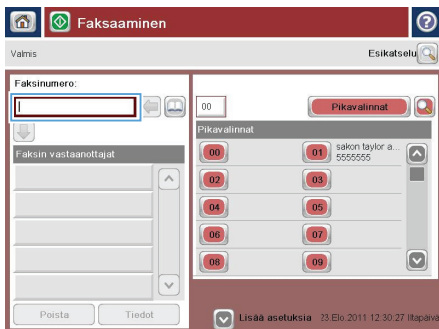 Faksaaminen
Valmis
Esikatselu
Faksinumero:
Faksin vastaanottajat
Poista
Tiedot
00
Pikavalinnat
Pikavalinnat
00
01
sakon taylor a...
5555555
02
03
04
05
06
07
08
09
Lisää asetuksia
23.Elo.2011 12:30:27 Iltapäivä